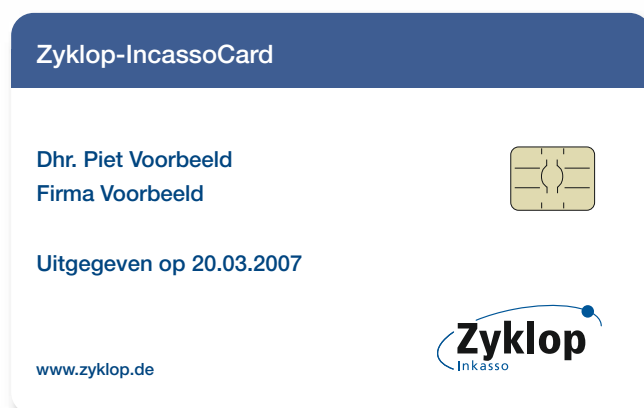 Zyklop-IncassoCard
Dhr. Piet Voorbeeld
Firma Voorbeeld
Uitgegeven op 20.03.2007
Zyklop
Inkasso
www.zyklop.de